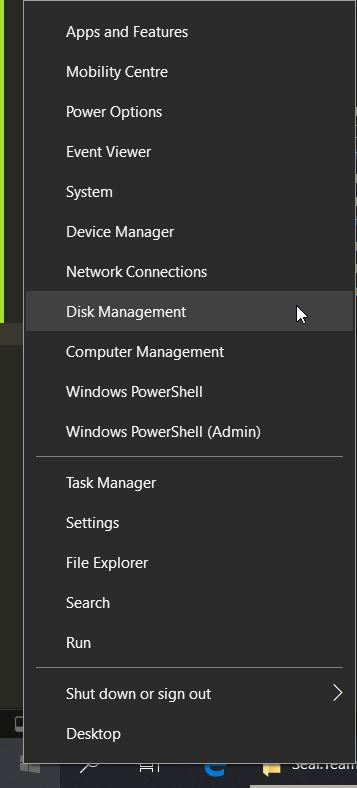 Apps and Features
Mobility Centre
Power Options
Event Viewer
System
Device Manager
Network Connections
Disk Management
Computer Management
Windows PowerShell
Windows PowerShell (Admin)
Task Manager
Settings
File Explorer
Search
Run
Shut down or sign out
Desktop
Seal.Team